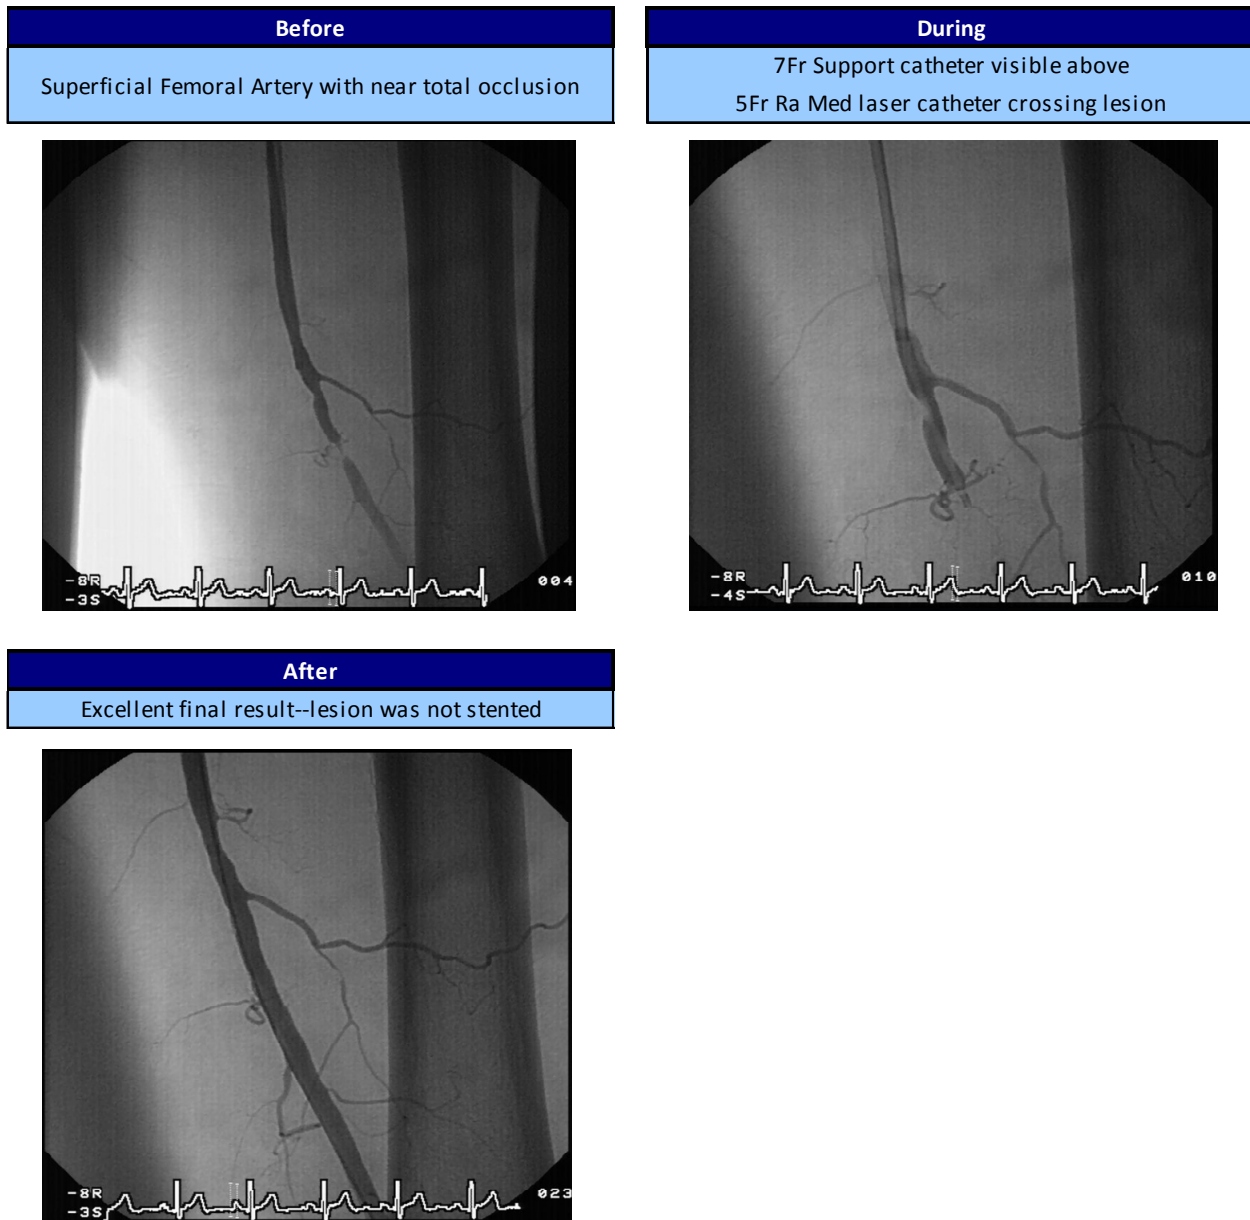 Before
Superficial Femoral Artery with near total occlusion
-8R
-3S
004
During
7Fr Support catheter visible above
5Fr Ra Med laser catheter crossing lesion
-8R
-4S
010
After
Excellent final result--lesion was not stented
-8R
-3S
023